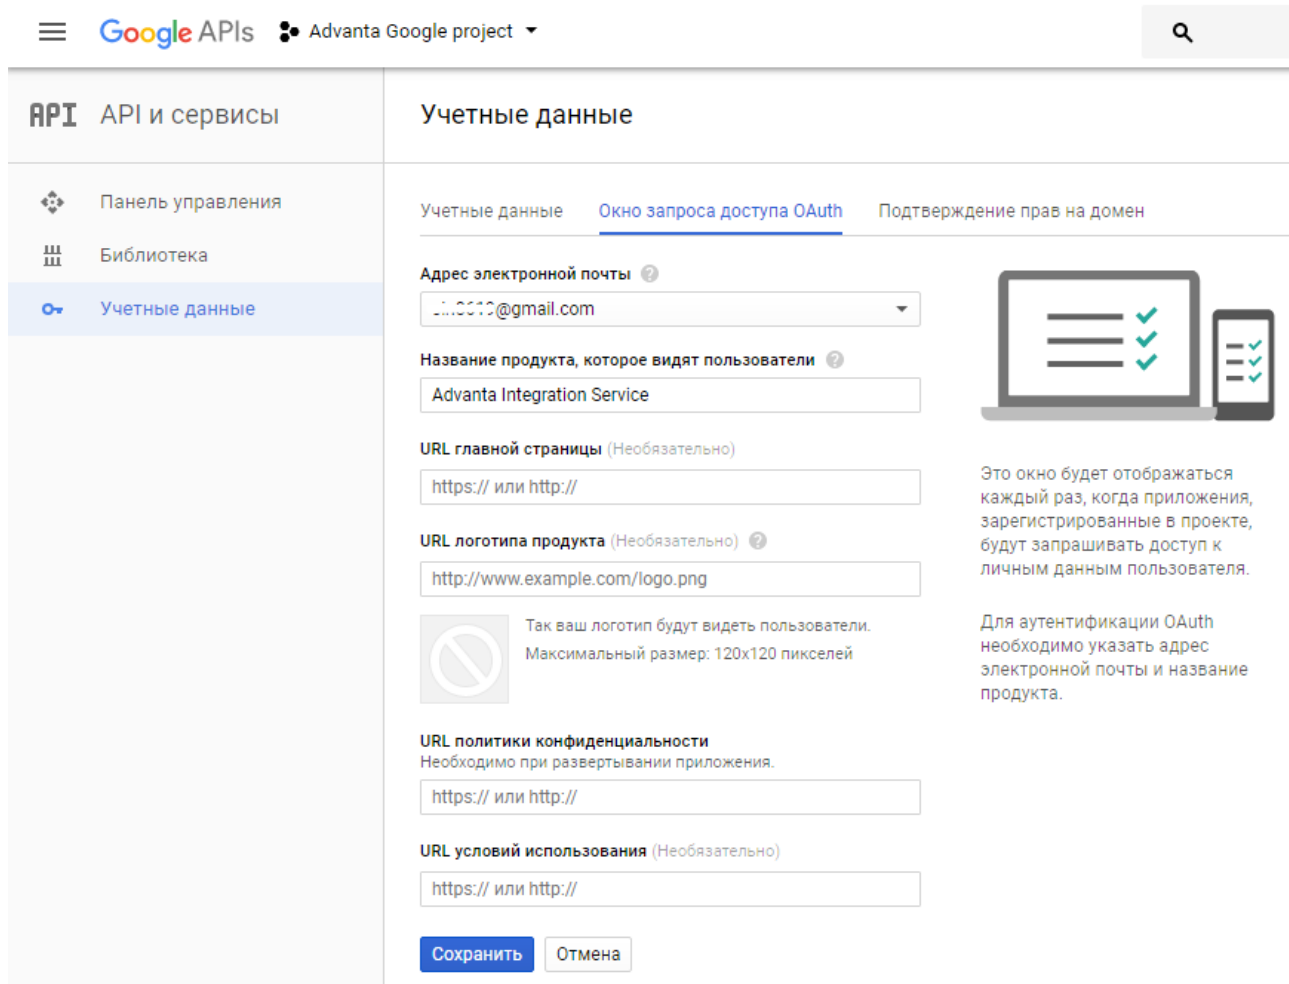 Google APIs Advanta Google project
API API и сервисы
Учетные данные
Панель управления
Библиотека
Учетные данные
Учетные данные Окно запроса доступа OAuth Подтверждение прав на домен
Адрес электронной почты ?
@gmail.com
Название продукта, которое видят пользователи ?
Advanta Integration Service
URL главной страницы (Необязательно)
https:// или http://
URL логотипа продукта (Необязательно) ?
http://www.example.com/logo.png
Так ваш логотип будут видеть пользователи.
Максимальный размер: 120x120 пикселей
URL политики конфиденциальности
Необходимо при развертывании приложения.
https:// или http://
URL условий использования (Необязательно)
https:// или http://
Сохранить Отмена
Это окно будет отображаться
каждый раз, когда приложения,
зарегистрированные в проекте,
будут запрашивать доступ к
личным данным пользователя.
Для аутентификации OAuth
необходимо указать адрес
электронной почты и название
продукта.